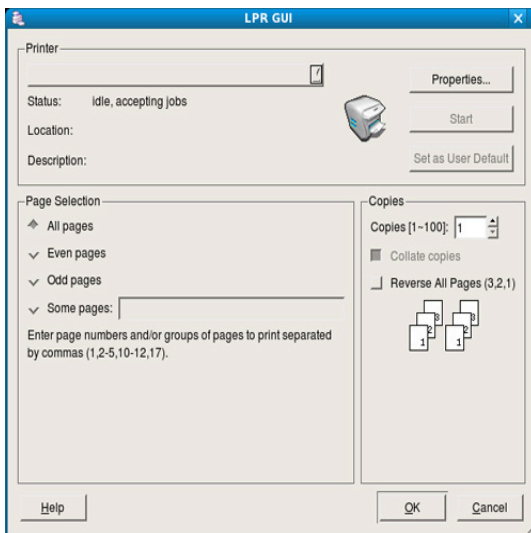 LPR GUI
Printer
Properties...
Status: idle, accepting jobs
Start
Location:
Description:
Set as User Default
Page Selection
All pages
Even pages
Odd pages
Some pages:
Enter page numbers and/or groups of pages to print separated
by commas (1,2-5,10-12,17).
Copies
Copies [1~100]: 1
Collate copies
Reverse All Pages (3,2,1)
3 3
2 2
1 1
Help
OK
Cancel